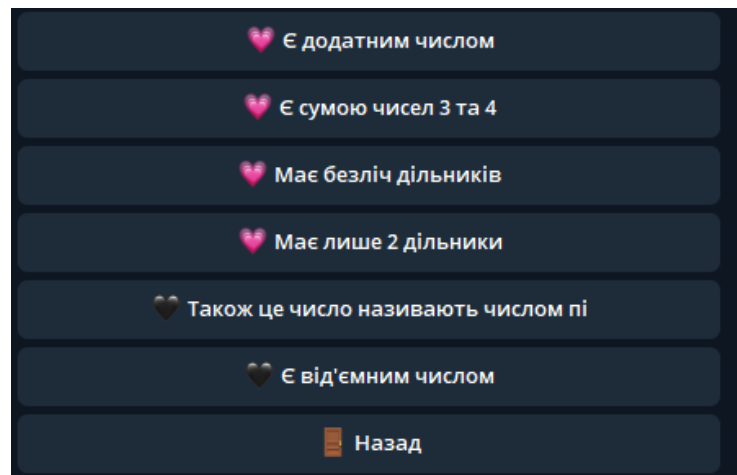 💗 Є додатним числом
💗 Є сумою чисел 3 та 4
💗 Має безліч дільників
💗 Має лише 2 дільники
🖤 Також це число називають числом пі
🖤 Є від'ємним числом
🚪 Назад